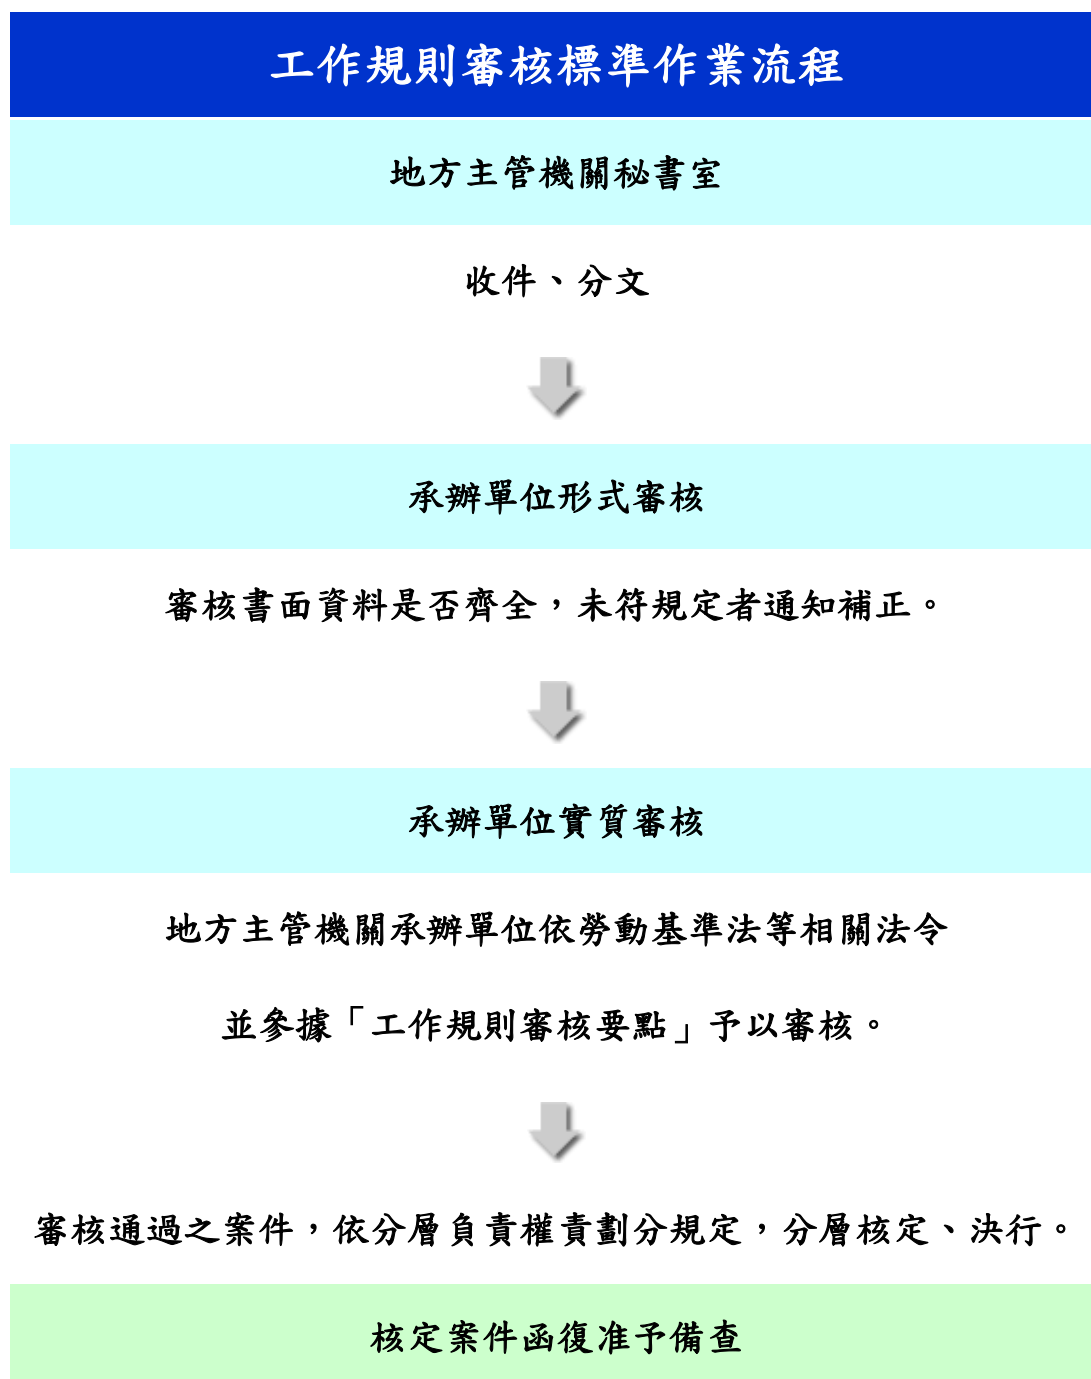 工作規則審核標準作業流程
地方主管機關秘書室
收件、分文
承辦單位形式審核
審核書面資料是否齊全，未符規定者通知補正。
承辦單位實質審核
地方主管機關承辦單位依勞動基準法等相關法令
並參據「工作規則審核要點」予以審核。
審核通過之案件，依分層負責權責劃分規定，分層核定、決行。
核定案件函復准予備查